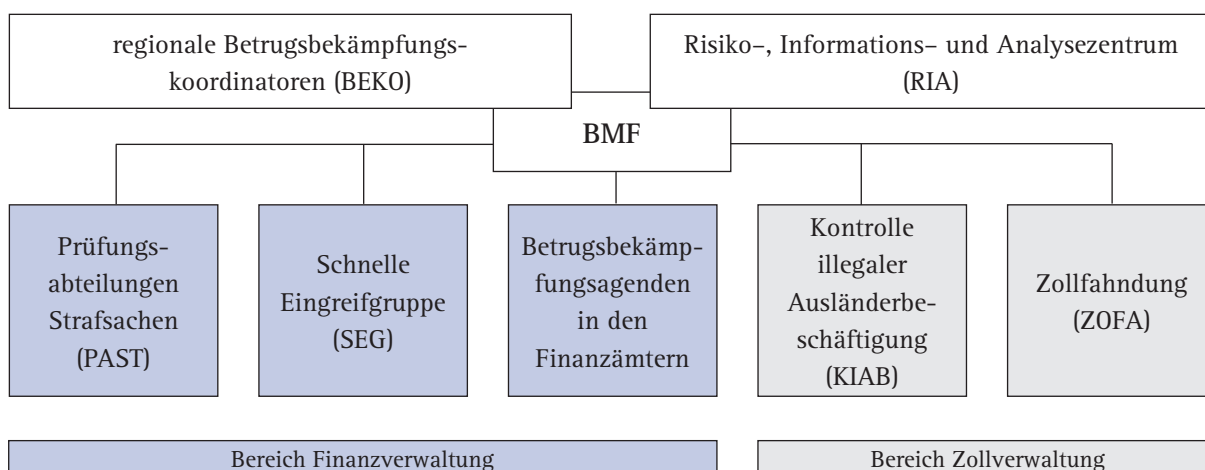 regionale Betrugsbekämpfungs-
koordinatoren (BEKO)
Risiko-, Informations- und Analysezentrum
(RIA)
BMF
Prüfungs-
abteilungen
Strafsachen
(PAST)
Schnelle
Eingreifgruppe
(SEG)
Betrugsbekämp-
fungsagenden
in den
Finanzämtern
Kontrolle
illegaler
Ausländerbe-
schäftigung
(KIAB)
Zollfahndung
(ZOFA)
Bereich Finanzverwaltung
Bereich Zollverwaltung